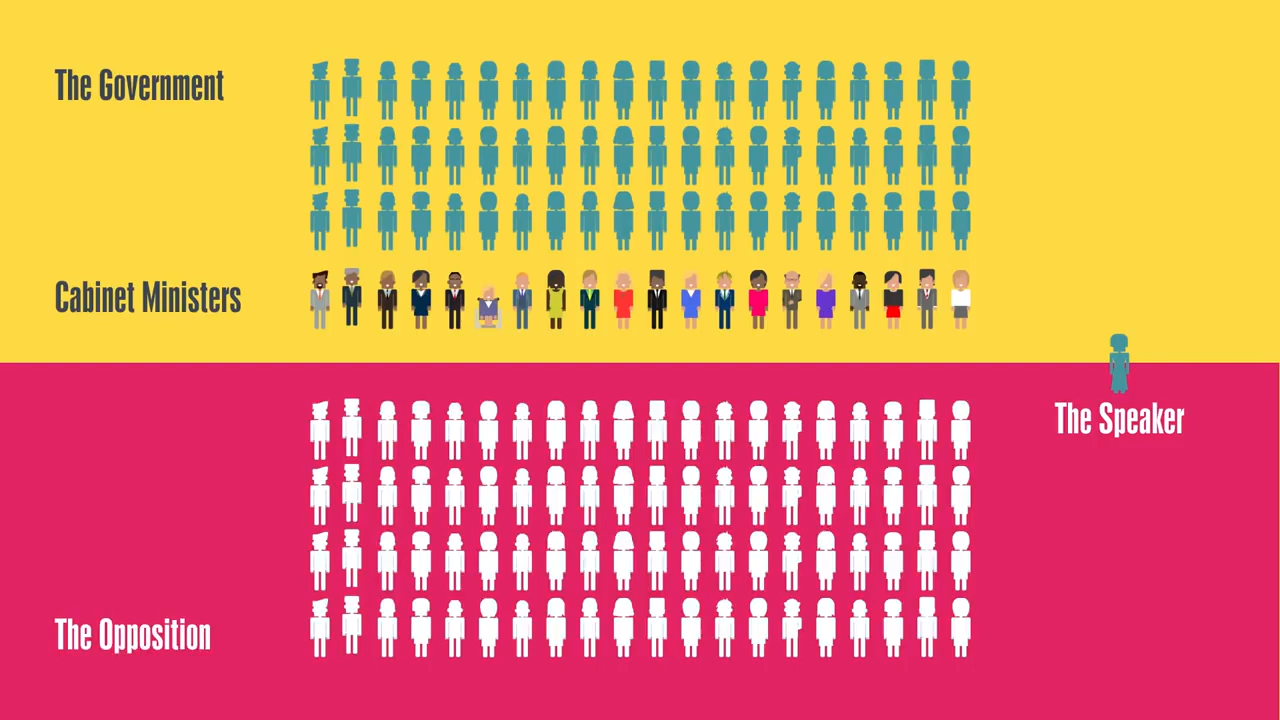 The Government
Cabinet Ministers
The Speaker
The Opposition